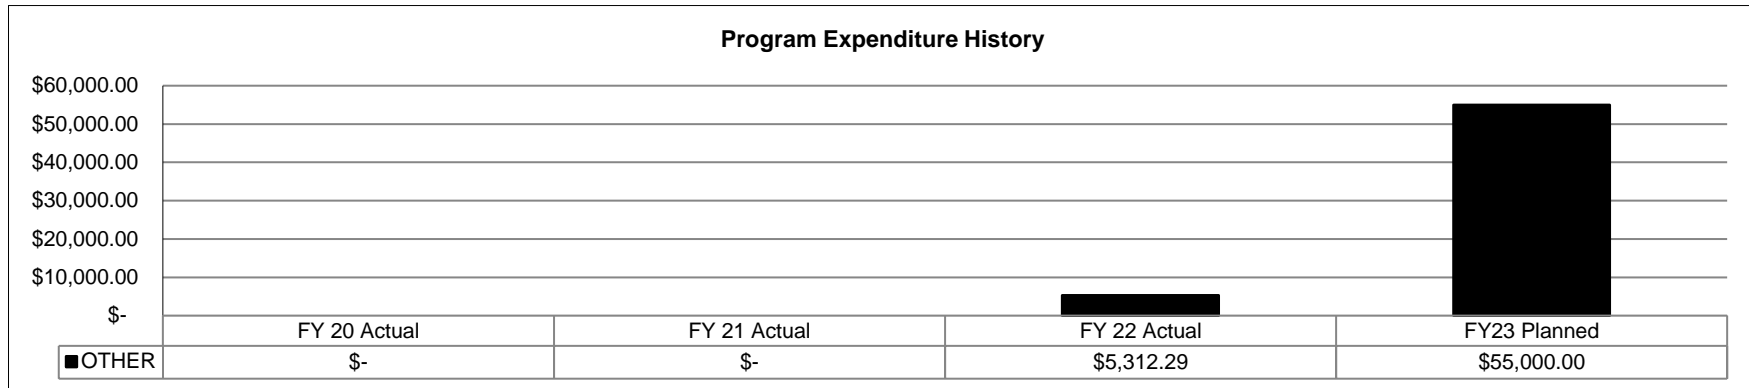 Program Expenditure History
$60,000.00
$50,000.00
$40,000.00
$30,000.00
$20,000.00
$10,000.00
$-
FY 20 Actual FY 21 Actual FY 22 Actual FY23 Planned
OTHER $- $- $5,312.29 $55,000.00